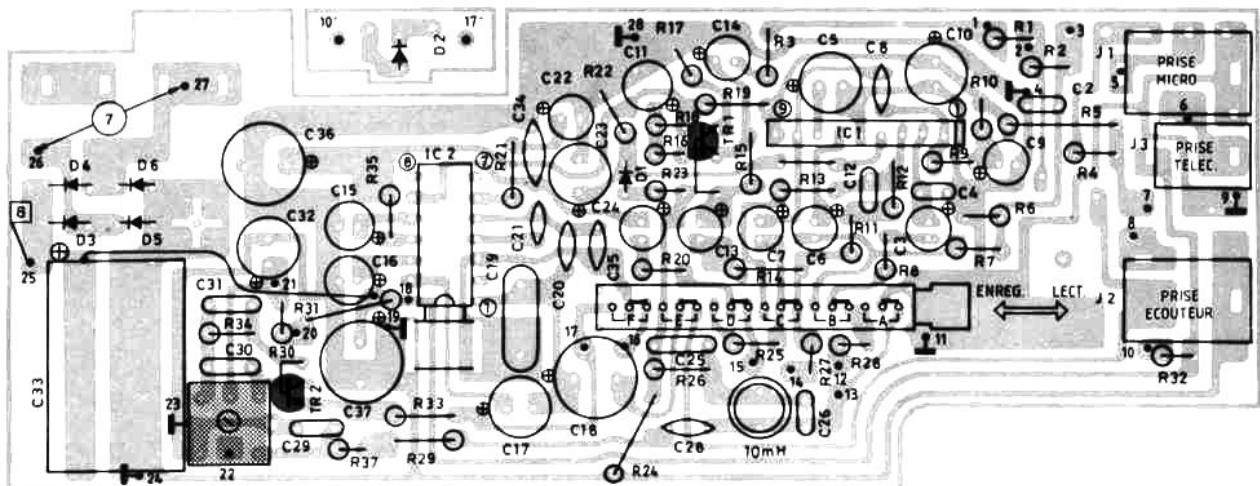 10'
17'
D2
28
R17
C14
R3
C5
C8
C10
1
R1
3
2
R2
J1
PRISE
MICRO
5
C11
R22
C22
C34
4
C2
R10
R5
R19
9
IC1
27
7
26
C36
C23
R18
R16
TR1
C9
J3
6
PRISE
TELEC.
D4
D6
R35
8
IC2
7
R21
R15
R9
R4
D1
R23
R13
C12
R12
C4
9
8
C15
C24
R6
7
8
D3
D5
C32
C21
R11
C3
R7
C16
C19
C20
C35
R20
C13
C7
C6
R14
R8
25
21
C31
R31
18
1
F
E
D
C
B
A
ENREG.
LECT.
J2
PRISE
ECOUTEUR
R34
20
19
R30
C30
17
16
C25
R25
15
R26
14
R27
R28
12
13
11
10
R32
C33
TR2
C37
23
R33
C17
C18
C26
C29
R37
R29
C28
10mH
22
24
R24